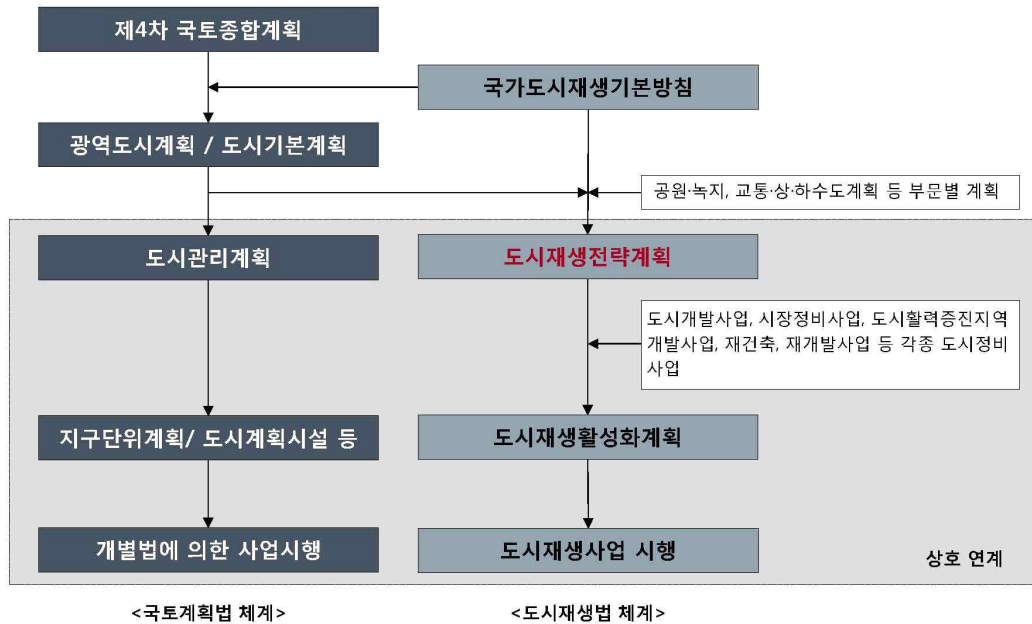 제4차 국토종합계획
국가도시재생기본방침
광역도시계획 / 도시기본계획
공원·녹지, 교통·상·하수도계획 등 부문별 계획
도시관리계획
도시재생전략계획
도시개발사업, 시장정비사업, 도시활력증진지역
개발사업, 재건축, 재개발사업 등 각종 도시정비
사업
지구단위계획/ 도시계획시설 등
도시재생활성화계획
개별법에 의한 사업시행
도시재생사업 시행
상호 연계
<국토계획법 체계>
<도시재생법 체계>